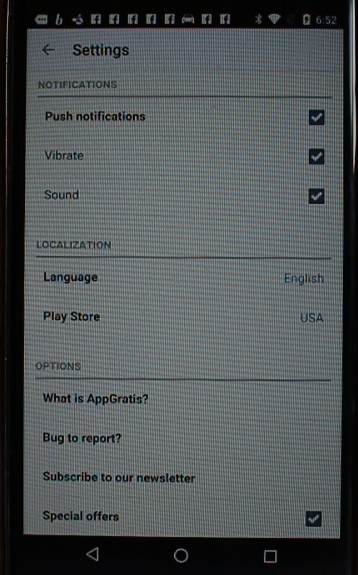 6:52
Settings
NOTIFICATIONS
Push notifications
Vibrate
Sound
LOCALIZATION
Language English
Play Store USA
OPTIONS
What is AppGratis?
Bug to report?
Subscribe to our newsletter
Special offers